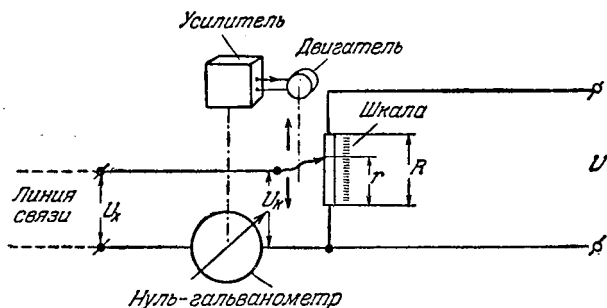 Усилитель
Двигатель
Шкала
r
R
U
Линия
связи
Uх
Uк
Нуль-гальванометр